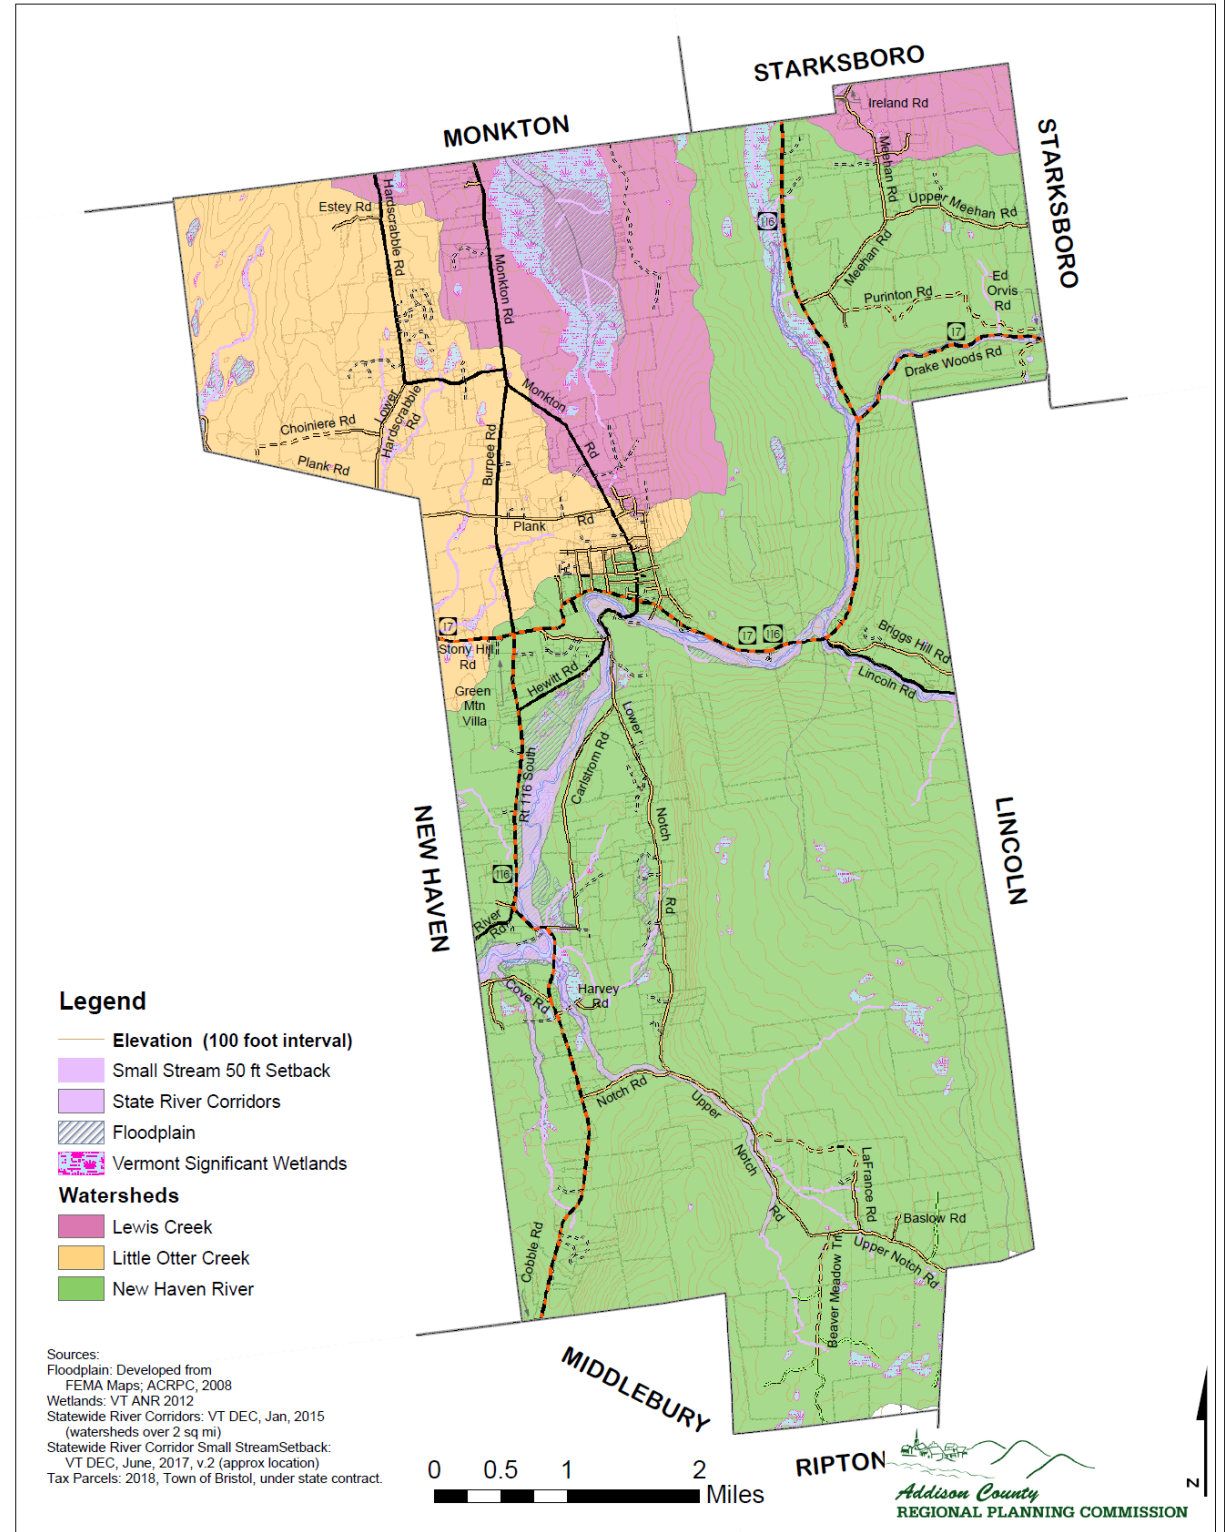 STARKSBORO
MONKTON
STARKSBORO
Ireland Rd
Meehan Rd
Hardscrabble Rd
Estey Rd
Upper Meehan Rd
116
Meehan Rd
Monkton Rd
Purinton Rd
Ed
Orvis
Rd
17
Drake Woods Rd
Monkton
Rd
Lower
Hardscrabble
Rd
Choiniere Rd
Burpee Rd
Plank Rd
Plank
Rd
17
17
116
Briggs Hill Rd
Stony Hill
Rd
Hewitt Rd
Lincoln Rd
Green
Mtn
Villa
Lower
Carlstrom Rd
Rt 116 South
Notch
Rd
NEW HAVEN
LINCOLN
116
River
Rd
Cove Rd
Harvey
Rd
Notch Rd
Upper
Notch
Rd
LaFrance Rd
Baslow Rd
Upper Notch Rd
Beaver Meadow Trl
Cobble Rd
Legend
Elevation (100 foot interval)
Small Stream 50 ft Setback
State River Corridors
Floodplain
Vermont Significant Wetlands
Watersheds
Lewis Creek
Little Otter Creek
New Haven River
Sources:
Floodplain: Developed from
FEMA Maps; ACRPC, 2008
Wetlands: VT ANR 2012
Statewide River Corridors: VT DEC, Jan, 2015
(watersheds over 2 sq mi)
Statewide River Corridor Small StreamSetback:
VT DEC, June, 2017, v.2 (approx location)
Tax Parcels: 2018, Town of Bristol, under state contract.
MIDDLEBURY
RIPTON
0 0.5 1 2
Miles
N
Addison County
REGIONAL PLANNING COMMISSION